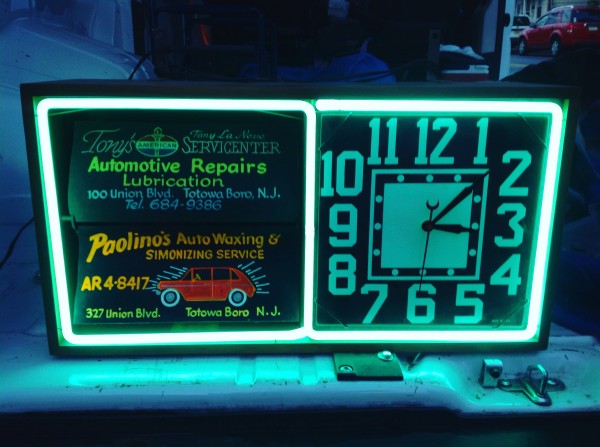 Tony's AMERICAN Tony La Neve
SERVICENTER
Automotive Repairs
Lubrication
100 Union Blvd. Totowa Boro, N.J.
Tel. 684-9386
Paolino's Auto Waxing &
SIMONIZING SERVICE
AR 4-8417
327 Union Blvd. Totowa Boro N.J.
11 12 1
10 2
9 3
8 4
7 6 5